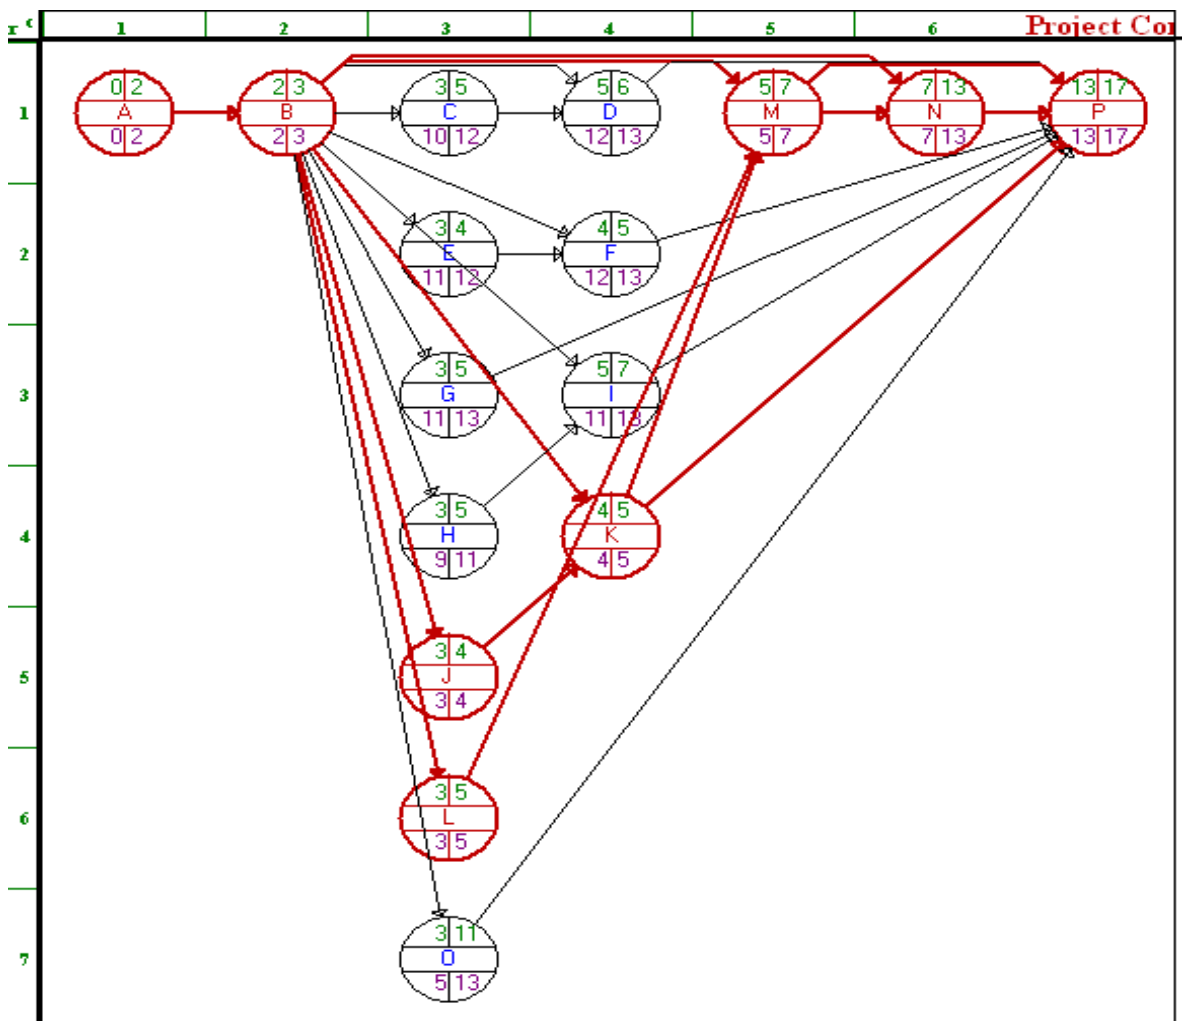 1 2 3 4 5 6 Project Co
1
0 2 2 3 3 5 5 6 5 7 7 13 13 17
A B C D M N P
0 2 2 3 10 12 12 13 5 7 7 13 13 17
2
3 4 4 5
E F
11 12 12 13
3
3 5 5 7
G I
11 13 11 13
4
3 5 4 5
H K
9 11 4 5
5
3 4
J
3 4
6
3 5
L
3 5
7
3 11
O
5 13